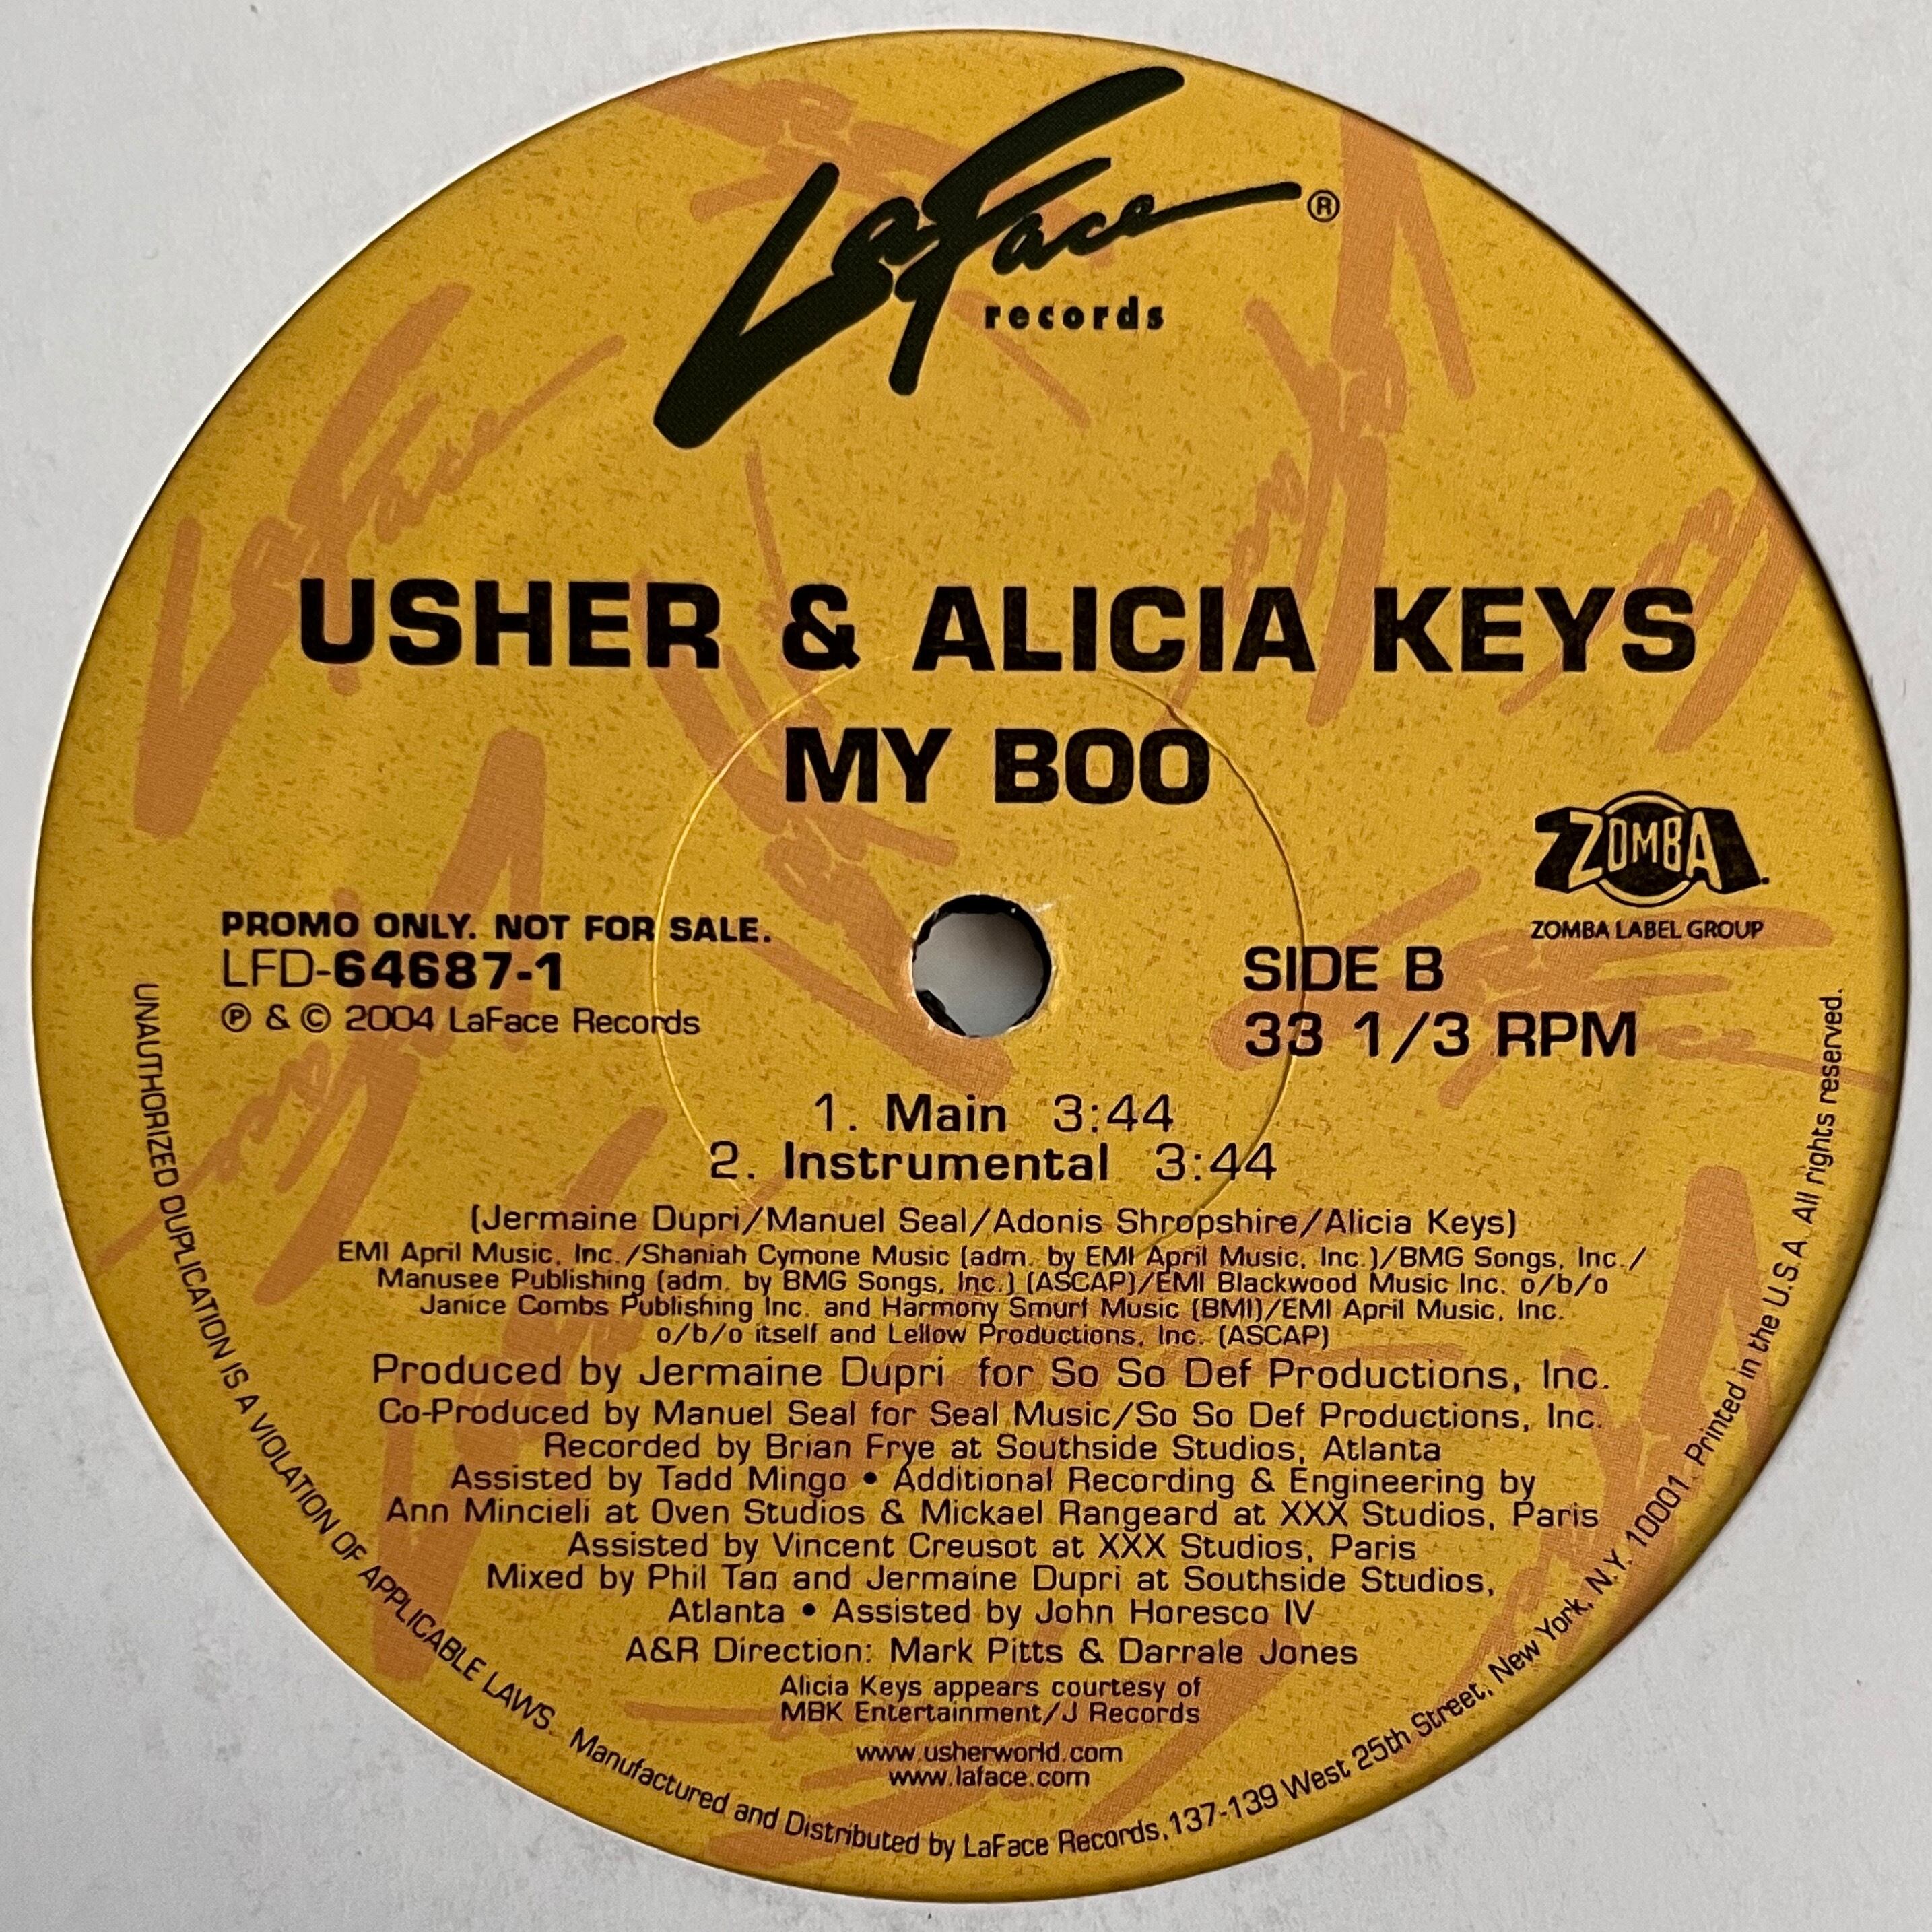 LaFace ®
records
USHER & ALICIA KEYS
MY BOO
ZOMBA
ZOMBA LABEL GROUP
PROMO ONLY. NOT FOR SALE.
LFD-64687-1
℗ & © 2004 LaFace Records
SIDE B
33 1/3 RPM
1. Main 3:44
2. Instrumental 3:44
(Jermaine Dupri/Manuel Seal/Adonis Shropshire/Alicia Keys)
EMI April Music, Inc./Shaniah Cymone Music (adm. by EMI April Music, Inc.)/BMG Songs, Inc./
Manusee Publishing (adm. by BMG Songs, Inc.) (ASCAP)/EMI Blackwood Music Inc. o/b/o
Janice Combs Publishing Inc. and Harmony Smurf Music (BMI)/EMI April Music, Inc.
o/b/o itself and Lellow Productions, Inc. (ASCAP)
Produced by Jermaine Dupri for So So Def Productions, Inc.
Co-Produced by Manuel Seal for Seal Music/So So Def Productions, Inc.
Recorded by Brian Frye at Southside Studios, Atlanta
Assisted by Tadd Mingo • Additional Recording & Engineering by
Ann Mincieli at Oven Studios & Mickael Rangeard at XXX Studios, Paris
Assisted by Vincent Creusot at XXX Studios, Paris
Mixed by Phil Tan and Jermaine Dupri at Southside Studios,
Atlanta • Assisted by John Horesco IV
A&R Direction: Mark Pitts & Darrale Jones
Alicia Keys appears courtesy of
MBK Entertainment/J Records
www.usherworld.com
www.laface.com
UNAUTHORIZED DUPLICATION IS A VIOLATION OF APPLICABLE LAWS. Manufactured and Distributed by LaFace Records, 137-139 West 25th Street, New York, N.Y. 10001. Printed in the U.S.A. All rights reserved.